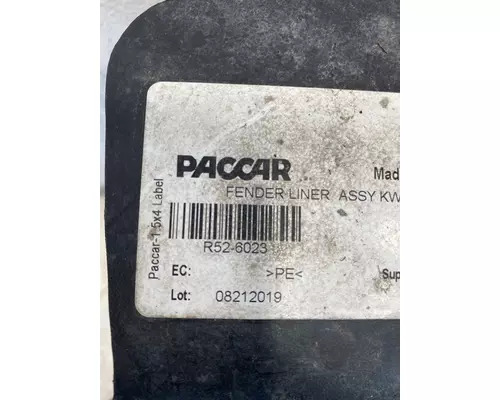 PACCAR Mad
FENDER LINER ASSY KW
R52-6023
EC: >PE< Sup
Lot: 08212019
Paccar-1.5x4 Label